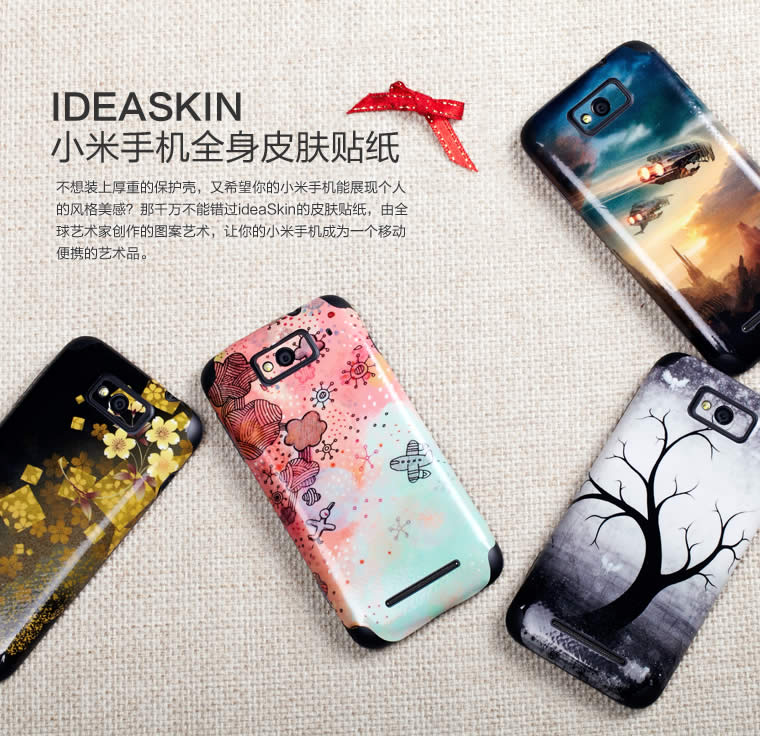 IDEASKIN
小米手机全身皮肤贴纸
不想装上厚重的保护壳，又希望你的小米手机能展现个人
的风格美感？那千万不能错过ideaSkin的皮肤贴纸，由全
球艺术家创作的图案艺术，让你的小米手机成为一个移动
便携的艺术品。